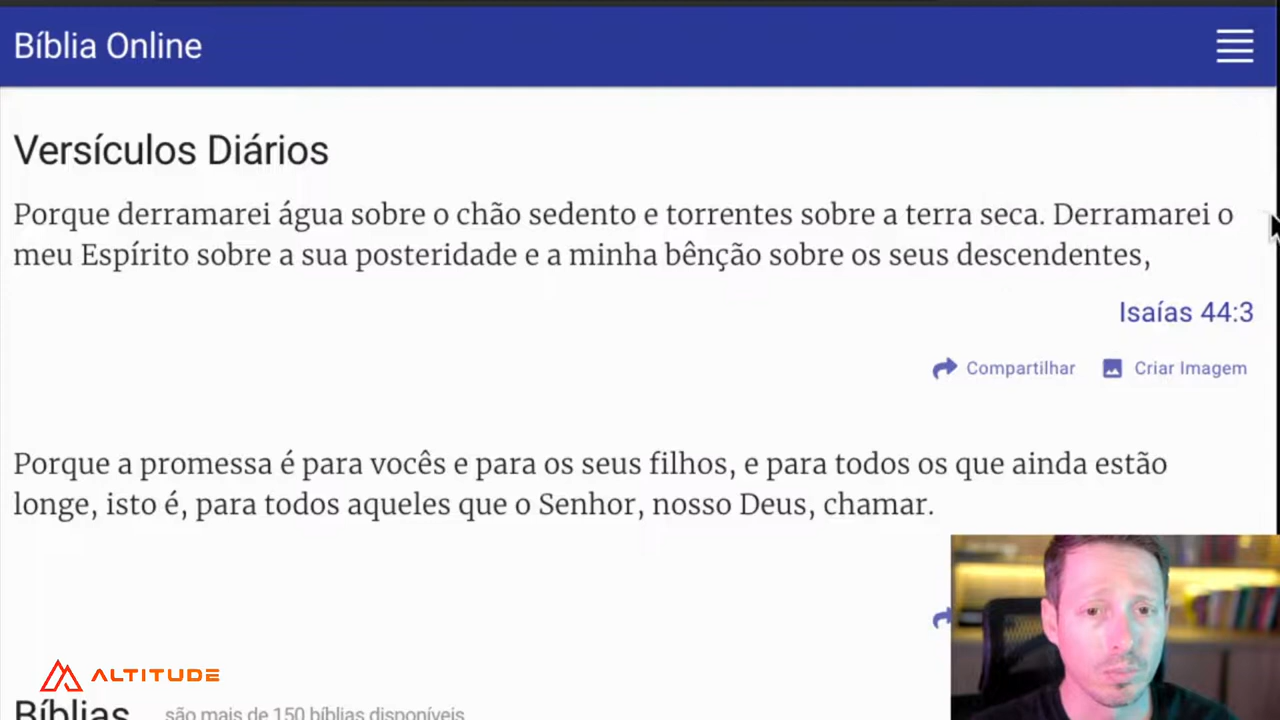 Bíblia Online
Versículos Diários
Porque derramarei água sobre o chão sedento e torrentes sobre a terra seca. Derramarei o
meu Espírito sobre a sua posteridade e a minha bênção sobre os seus descendentes,
Isaías 44:3
Compartilhar Criar Imagem
Porque a promessa é para vocês e para os seus filhos, e para todos os que ainda estão
longe, isto é, para todos aqueles que o Senhor, nosso Deus, chamar.
ALTITUDE
Bíblias são mais de 150 bíblias disponíveis